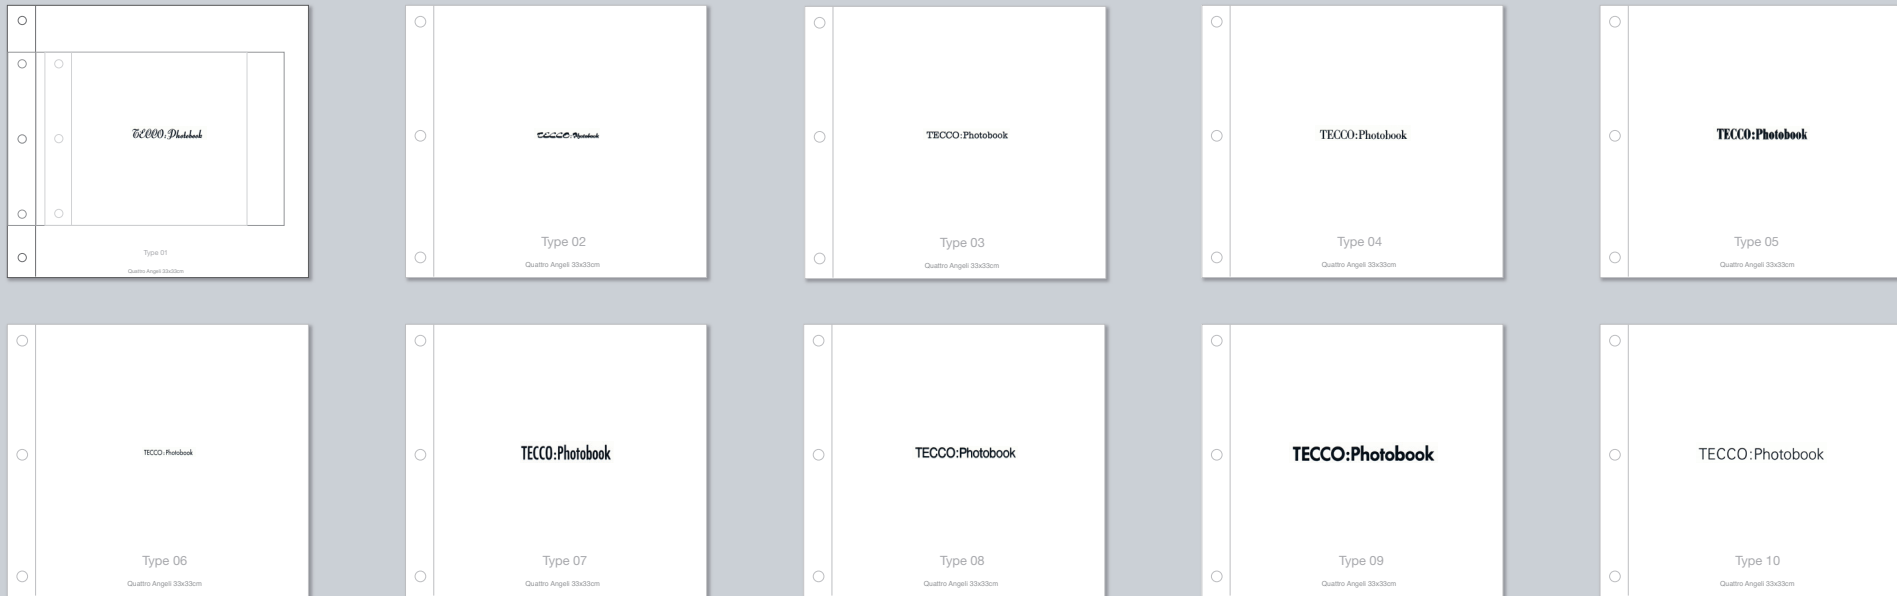 TECCO:Photobook
Type 01
Quattro Angeli 33x33cm
TECCO:Photobook
Type 02
Quattro Angeli 33x33cm
TECCO:Photobook
Type 03
Quattro Angeli 33x33cm
TECCO:Photobook
Type 04
Quattro Angeli 33x33cm
TECCO:Photobook
Type 05
Quattro Angeli 33x33cm
TECCO:Photobook
Type 06
Quattro Angeli 33x33cm
TECCO:Photobook
Type 07
Quattro Angeli 33x33cm
TECCO:Photobook
Type 08
Quattro Angeli 33x33cm
TECCO:Photobook
Type 09
Quattro Angeli 33x33cm
TECCO:Photobook
Type 10
Quattro Angeli 33x33cm